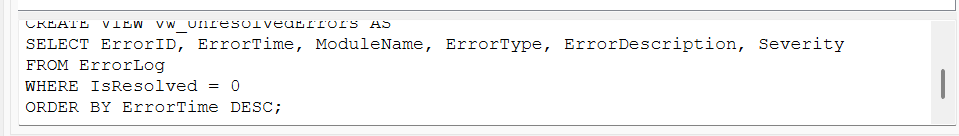 CREATE VIEW vw_UnresolvedErrors AS
SELECT ErrorID, ErrorTime, ModuleName, ErrorType, ErrorDescription, Severity
FROM ErrorLog
WHERE IsResolved = 0
ORDER BY ErrorTime DESC;